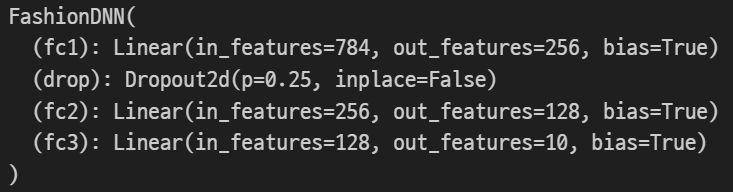 FashionDNN(
  (fc1): Linear(in_features=784, out_features=256, bias=True)
  (drop): Dropout2d(p=0.25, inplace=False)
  (fc2): Linear(in_features=256, out_features=128, bias=True)
  (fc3): Linear(in_features=128, out_features=10, bias=True)
)